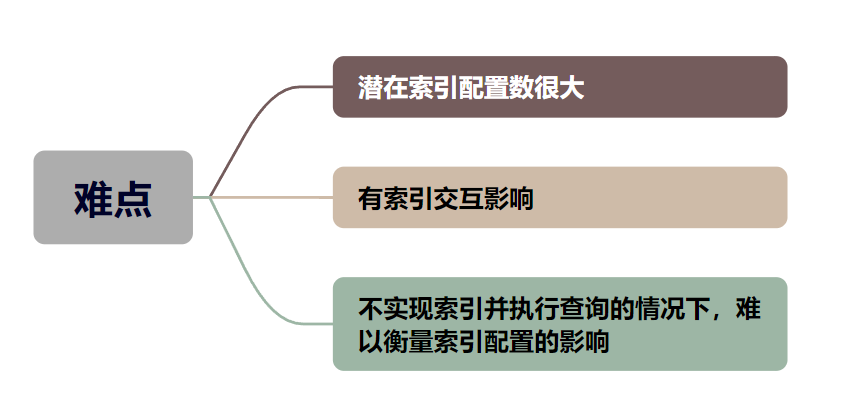 难点
潜在索引配置数很大
有索引交互影响
不实现索引并执行查询的情况下，难
以衡量索引配置的影响